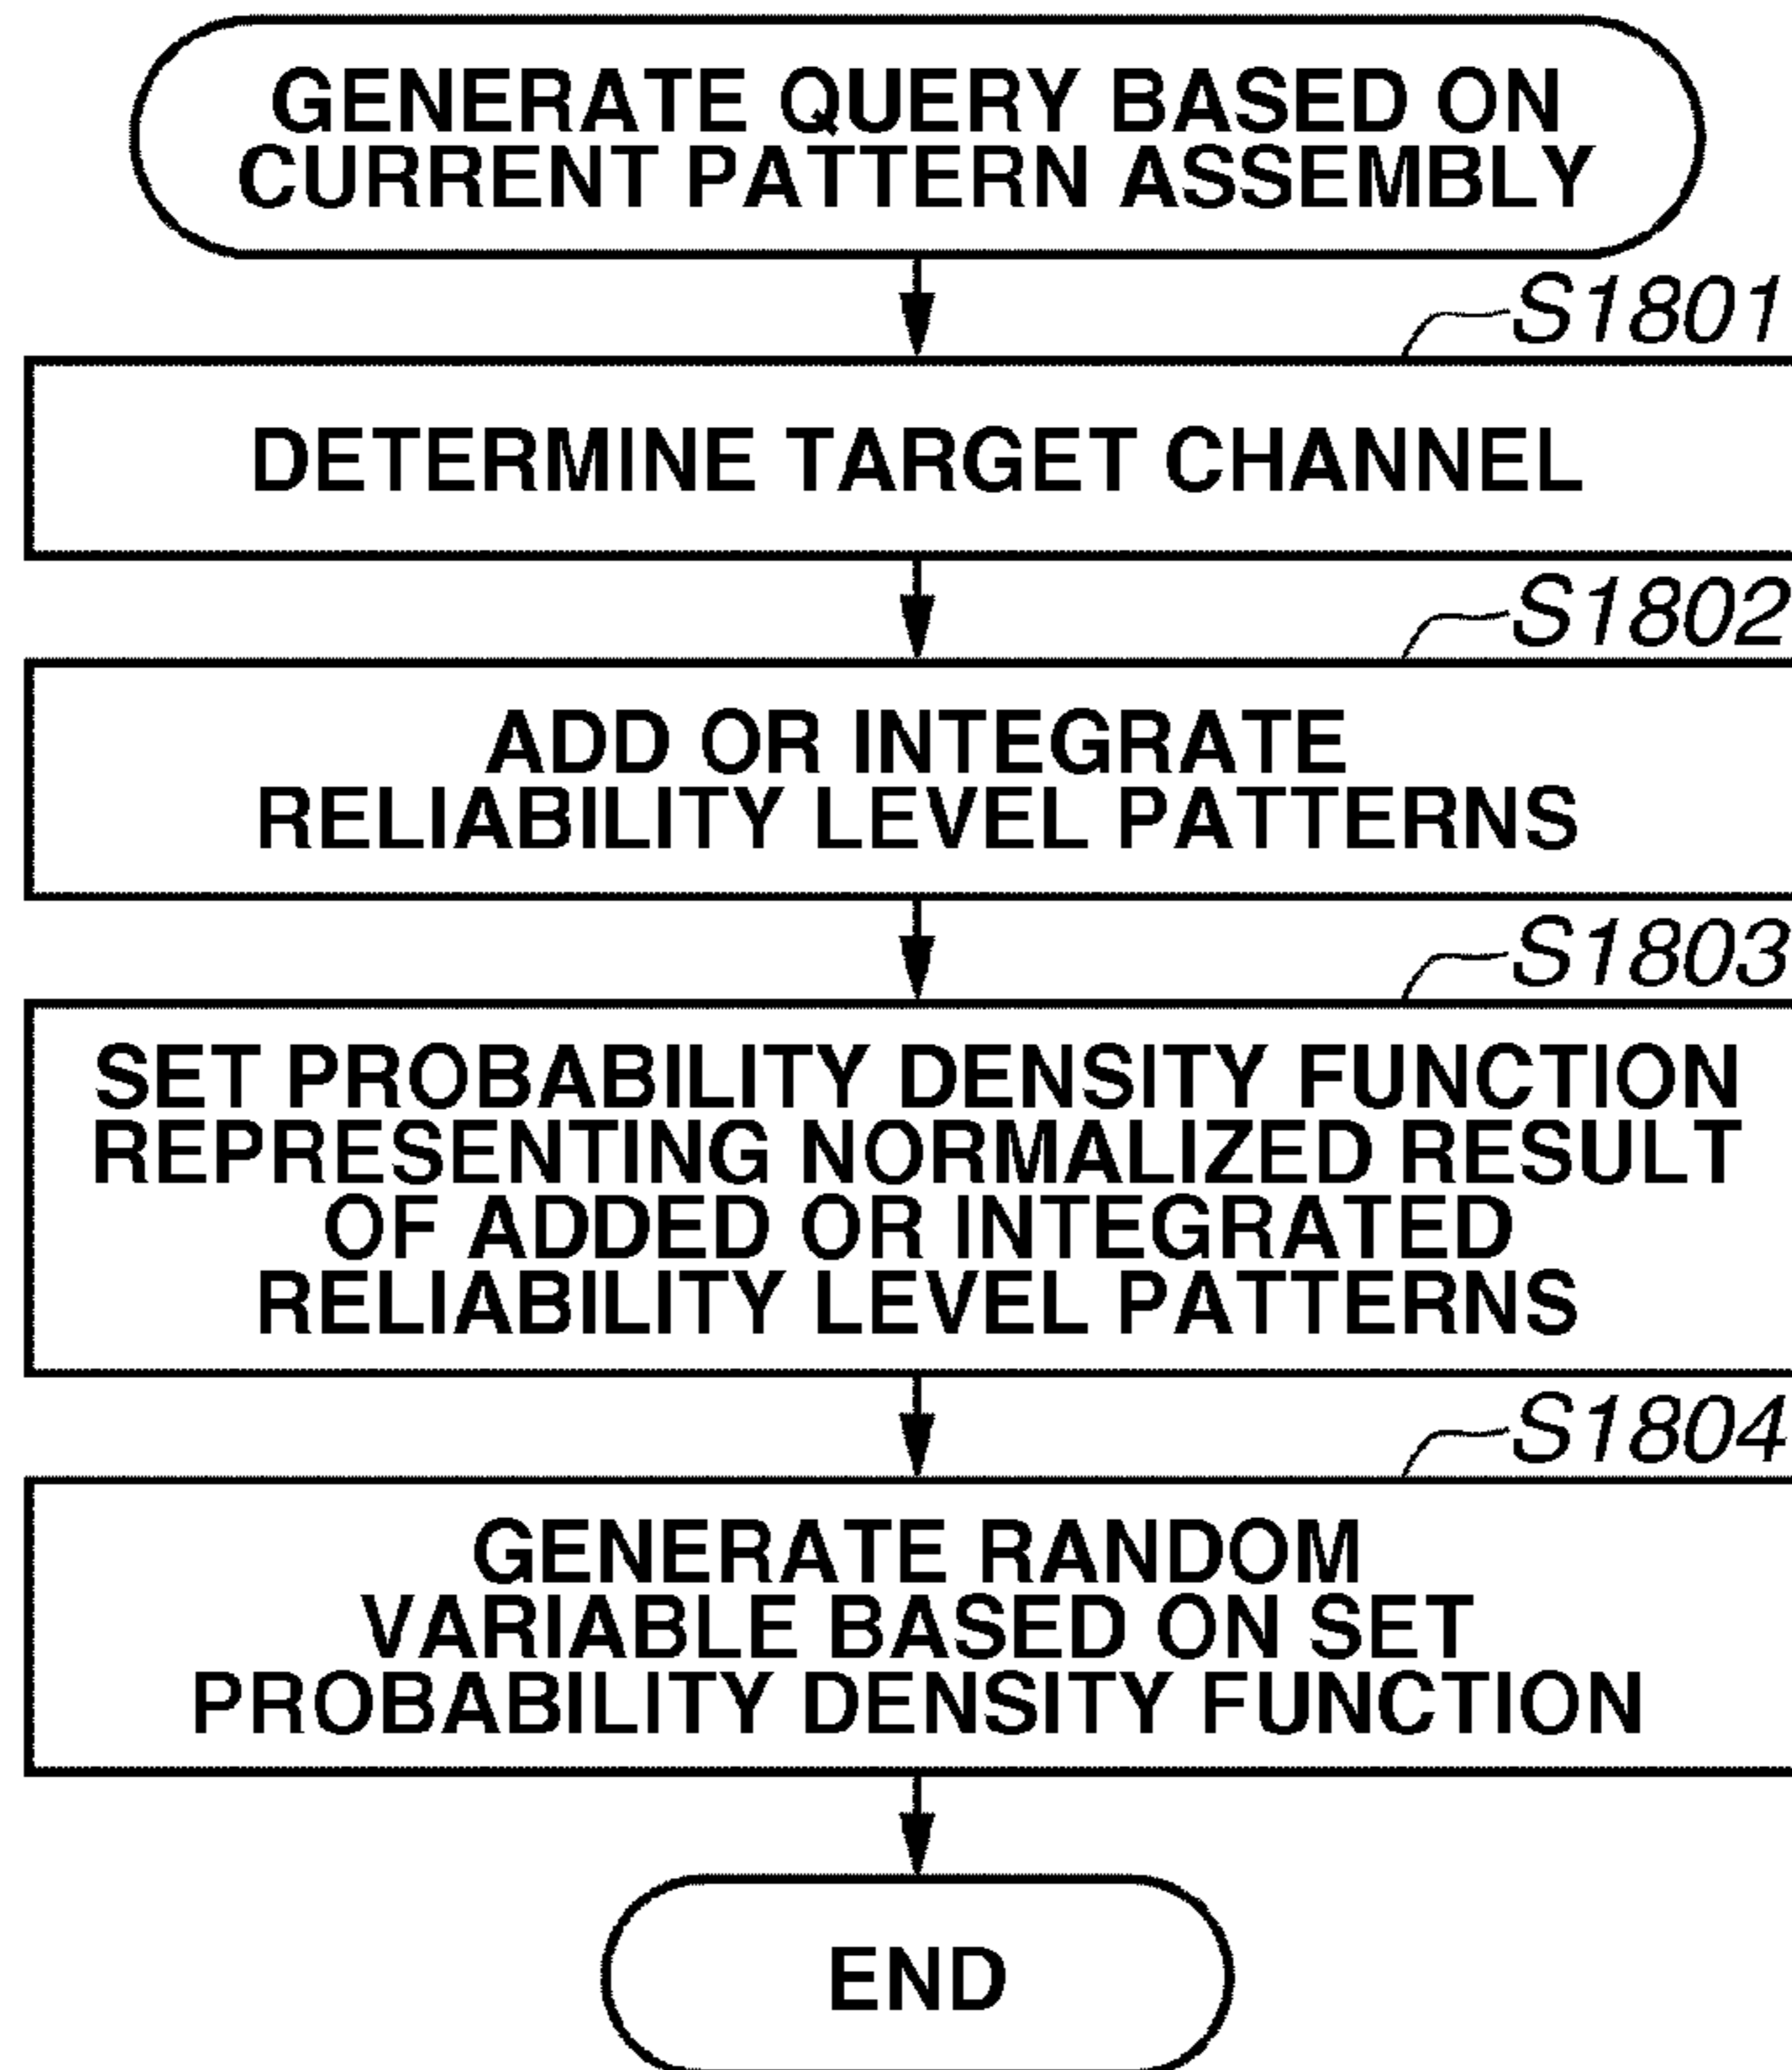 GENERATE QUERY BASED ON
CURRENT PATTERN ASSEMBLY
S1801
DETERMINE TARGET CHANNEL
S1802
ADD OR INTEGRATE
RELIABILITY LEVEL PATTERNS
S1803
SET PROBABILITY DENSITY FUNCTION
REPRESENTING NORMALIZED RESULT
OF ADDED OR INTEGRATED
RELIABILITY LEVEL PATTERNS
S1804
GENERATE RANDOM
VARIABLE BASED ON SET
PROBABILITY DENSITY FUNCTION
END